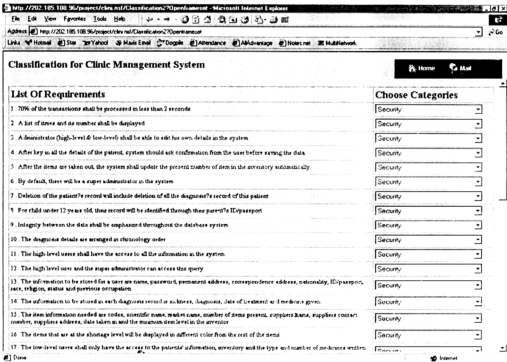 http://202.185.108.96/project/clinv.nsf/Classification2?Openframeset - Microsoft Internet Explorer
File Edit View Favorites Tools Help
Address http://202.185.108.96/project/clinv.nsf/Classification2?Openframeset Go
Links Hotmail Star Yahoo! Mavis Email Dogpile Attendance AllAdvantage Notes.net MultiNetwork
Classification for Clinic Management System
Home Mail
List Of Requirements Choose Categories
1 70% of the transactions shall be processed in less than 2 seconds Security
2 A list of items and its number shall be displayed Security
3 Administrator (high-level & low-level) shall be able to edit his own details in the system Security
4 After key in all the details of the patient, system should ask confirmation from the user before saving the data. Security
5 After the items are taken out, the system shall update the present number of item in the inventory automatically. Security
6 By default, there will be a super administrator in the system Security
7 Deletion of the patient?s record will include deletion of all the diagnosis?s record of this patient Security
8 For child under 12 years old, their record will be identified through their parent?s ID/passport Security
9 Integrity between the data shall be emphasized throughout the database system Security
10 The diagnosis details are arranged in chronology order Security
11 The high-level users shall have the access to all the information in the system Security
12 The high level user and the super administrator can access this query Security
13 The information to be stored for a user are name, password, permanent address, correspondence address, nationality, ID/passport, Security
race, religion, status and previous occupation
14 The information to be stored in each diagnosis record is sickness, diagnosis, date of treatment and medicine given Security
15 The item information needed are codes, scientific name, market name, number of items present, suppliers name, suppliers contact Security
number, suppliers address, date taken in and the minimum item level in the inventory
16 The items that are at the shortage level will be displayed in different color from the rest of the items Security
17 The low-level users shall only have the access to the patients' information, inventory and the type and number of medicines written
Done Internet